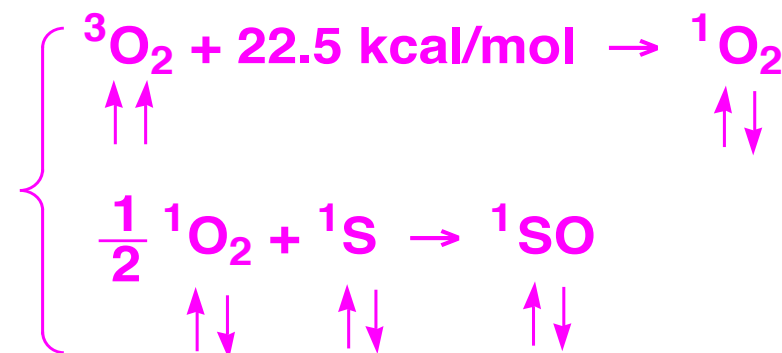 ³O₂ + 22.5 kcal/mol → ¹O₂
↑↑ ↑↓
½ ¹O₂ + ¹S → ¹SO
↑↓ ↑↓ ↑↓